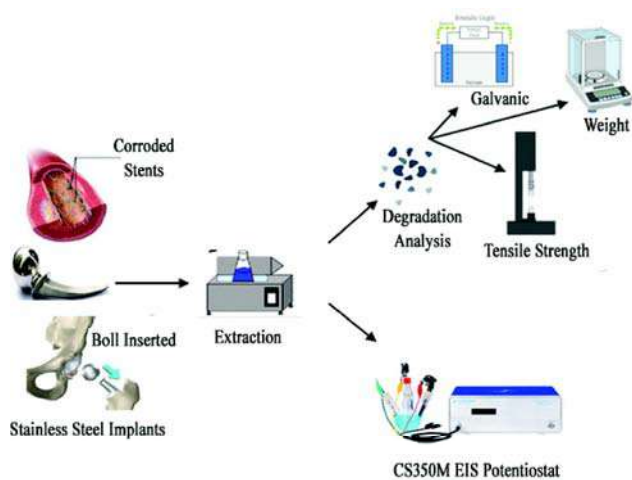 Galvanic
Weight
Corroded
Stents
Degradation
Analysis
Tensile Strength
Boll Inserted
Extraction
Stainless Steel Implants
CS350M EIS Potentiostat